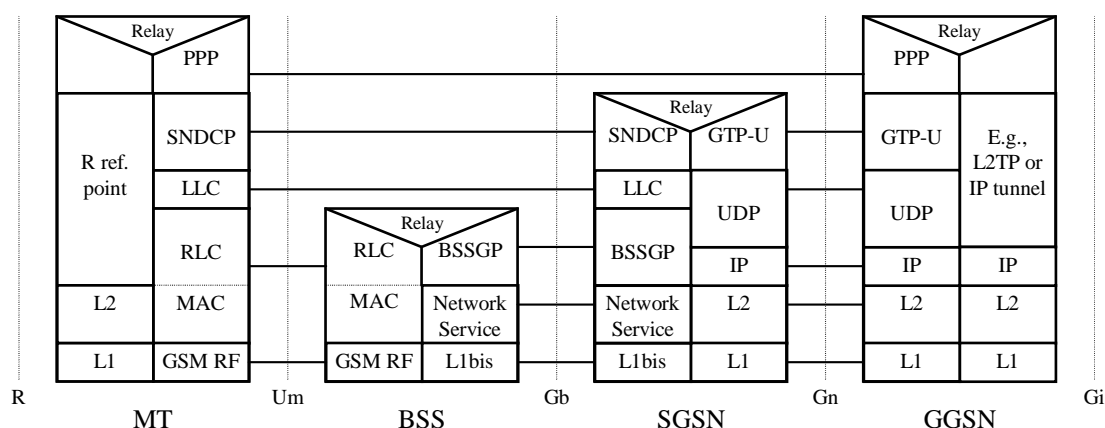 Relay
PPP
R ref.
point
SNDCP
LLC
RLC
L2
MAC
L1
GSM RF
Relay
RLC
BSSGP
MAC
Network
Service
GSM RF
L1bis
Relay
SNDCP
GTP-U
LLC
UDP
BSSGP
IP
Network
Service
L2
L1bis
L1
Relay
PPP
GTP-U
E.g.,
L2TP or
IP tunnel
UDP
IP
IP
L2
L2
L1
L1
R
MT
Um
BSS
Gb
SGSN
Gn
GGSN
Gi